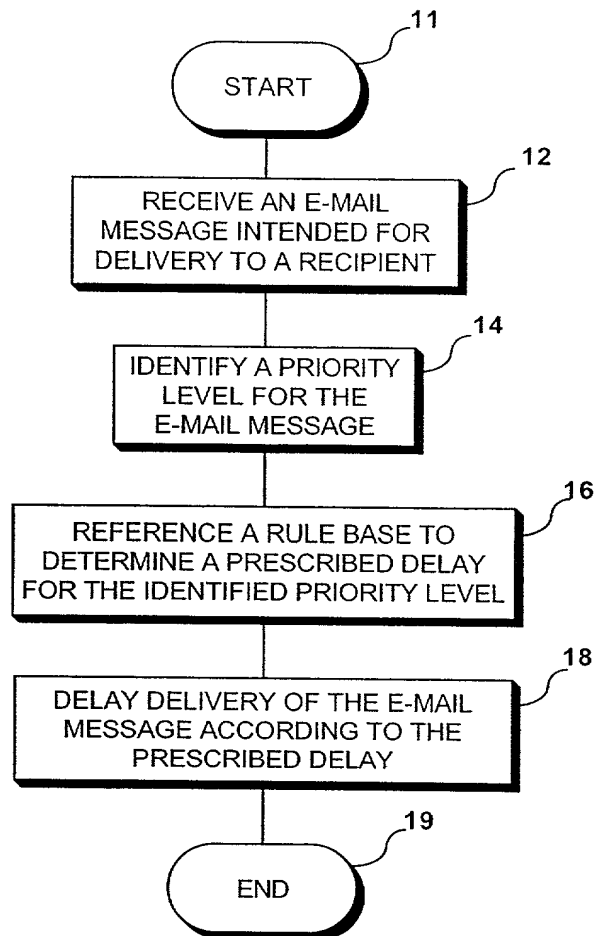 11
START
12
RECEIVE AN E-MAIL
MESSAGE INTENDED FOR
DELIVERY TO A RECIPIENT
14
IDENTIFY A PRIORITY
LEVEL FOR THE
E-MAIL MESSAGE
16
REFERENCE A RULE BASE TO
DETERMINE A PRESCRIBED DELAY
FOR THE IDENTIFIED PRIORITY LEVEL
18
DELAY DELIVERY OF THE E-MAIL
MESSAGE ACCORDING TO THE
PRESCRIBED DELAY
19
END